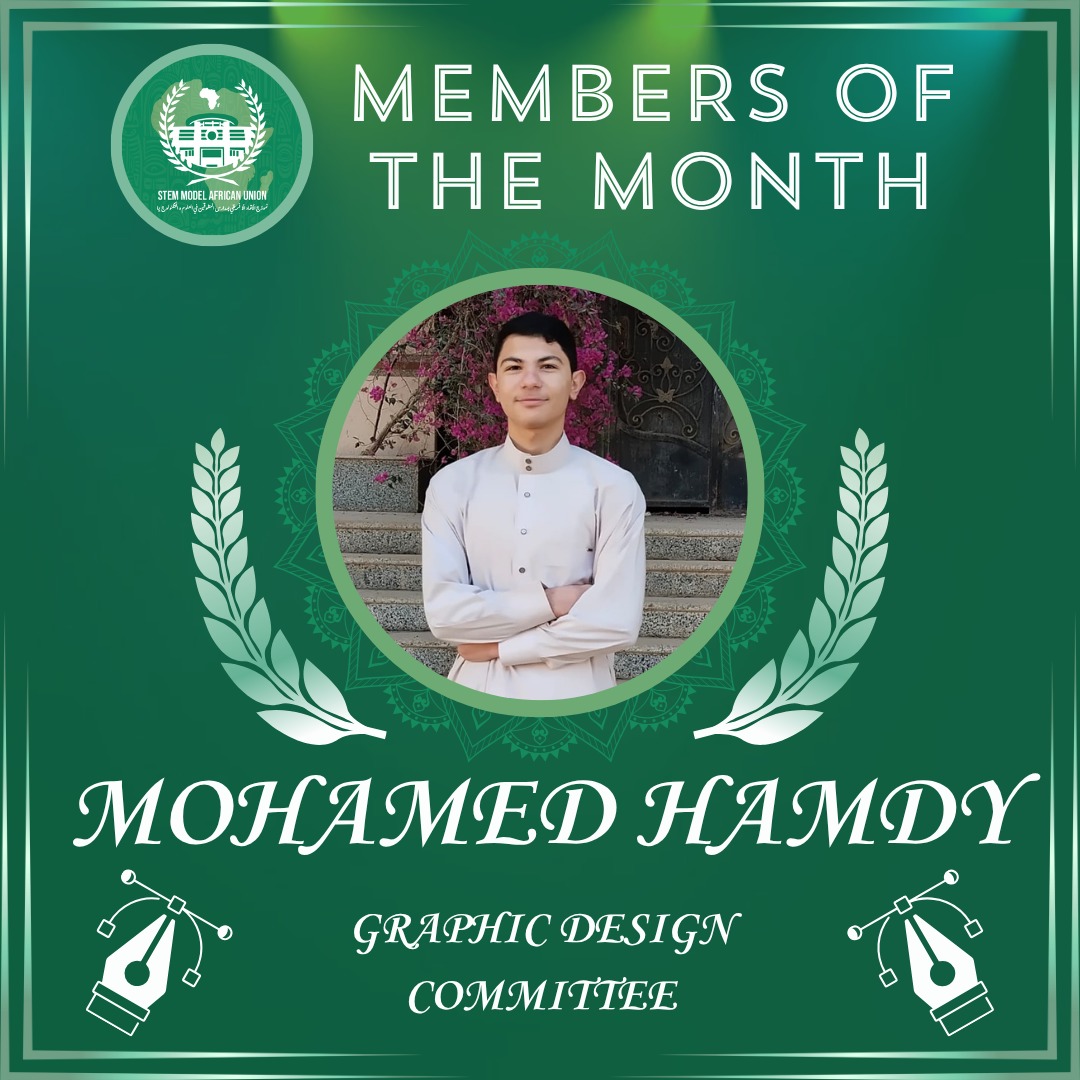 MEMBERS OF
THE MONTH
STEM MODEL AFRICAN UNION
MOHAMED HAMDY
GRAPHIC DESIGN
COMMITTEE